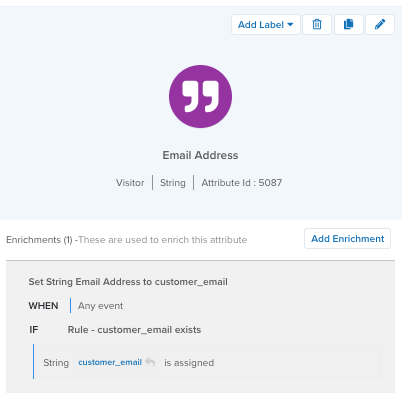 Add Label
Email Address
Visitor | String | Attribute Id : 5087
Enrichments (1) -These are used to enrich this attribute
Add Enrichment
Set String Email Address to customer_email
WHEN Any event
IF Rule - customer_email exists
String customer_email is assigned